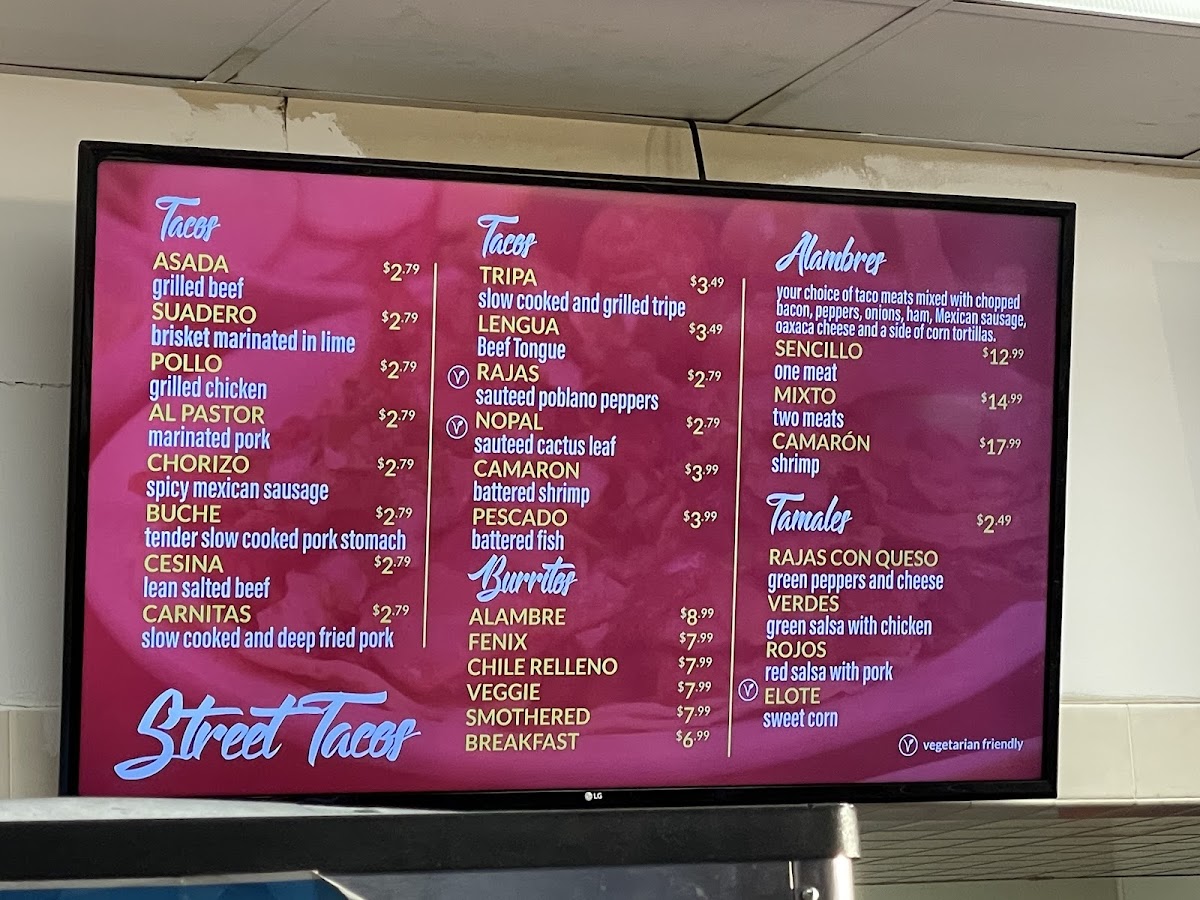 Tacos
ASADA $2.79
grilled beef
SUADERO $2.79
brisket marinated in lime
POLLO $2.79
grilled chicken
AL PASTOR $2.79
marinated pork
CHORIZO $2.79
spicy mexican sausage
BUCHE $2.79
tender slow cooked pork stomach
CESINA $2.79
lean salted beef
CARNITAS $2.79
slow cooked and deep fried pork
Street Tacos
Tacos
TRIPA $3.49
slow cooked and grilled tripe
LENGUA $3.49
Beef Tongue
V RAJAS $2.79
sauteed poblano peppers
V NOPAL $2.79
sauteed cactus leaf
CAMARON $3.99
battered shrimp
PESCADO $3.99
battered fish
Burritos
ALAMBRE $8.99
FENIX $7.99
CHILE RELLENO $7.99
VEGGIE $7.99
SMOTHERED $7.99
BREAKFAST $6.99
Alambres
your choice of taco meats mixed with chopped
bacon, peppers, onions, ham, Mexican sausage,
oaxaca cheese and a side of corn tortillas.
SENCILLO $12.99
one meat
MIXTO $14.99
two meats
CAMARÓN $17.99
shrimp
Tamales $2.49
RAJAS CON QUESO
green peppers and cheese
VERDES
green salsa with chicken
ROJOS
red salsa with pork
V ELOTE
sweet corn
V vegetarian friendly
LG